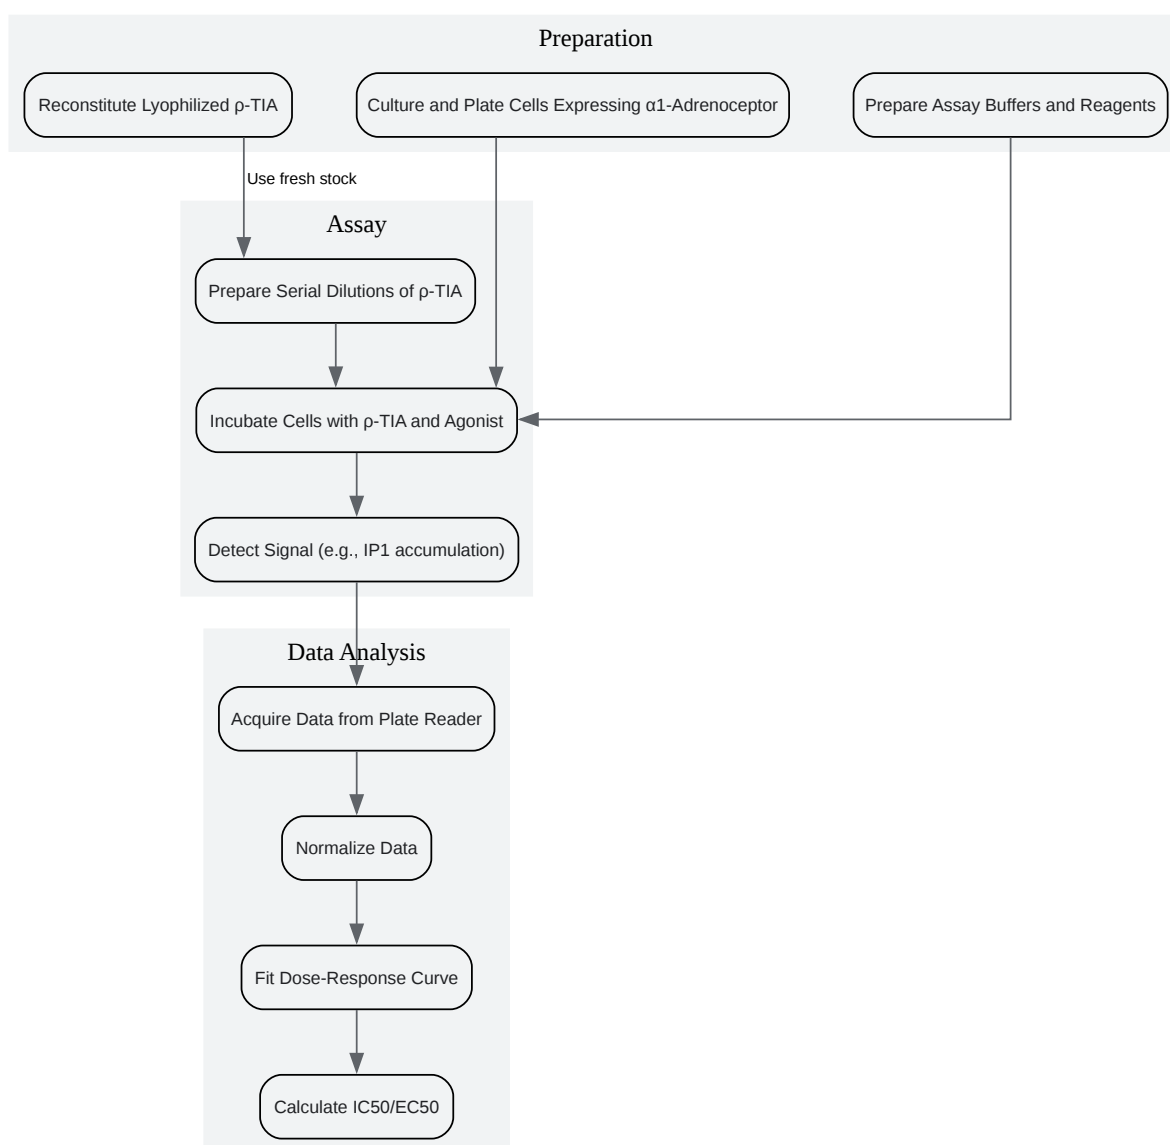 Preparation
Reconstitute Lyophilized ρ-TIA
Culture and Plate Cells Expressing α1-Adrenoceptor
Prepare Assay Buffers and Reagents
Use fresh stock
Assay
Prepare Serial Dilutions of ρ-TIA
Incubate Cells with ρ-TIA and Agonist
Detect Signal (e.g., IP1 accumulation)
Data Analysis
Acquire Data from Plate Reader
Normalize Data
Fit Dose-Response Curve
Calculate IC50/EC50